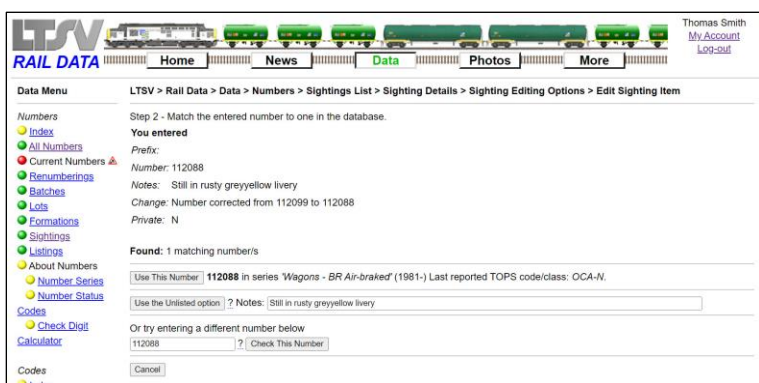 LTSV
RAIL DATA
Home
News
Data
Photos
More
Thomas Smith
My Account
Log-out
Data Menu
Numbers
Index
All Numbers
Current Numbers
Renumberings
Batches
Lots
Formations
Sightings
Listings
About Numbers
Number Series
Number Status
Codes
Check Digit
Calculator
Codes
LTSV > Rail Data > Data > Numbers > Sightings List > Sighting Details > Sighting Editing Options > Edit Sighting Item
Step 2 - Match the entered number to one in the database.
You entered
Prefix:
Number: 112088
Notes: Still in rusty greyyellow livery
Change: Number corrected from 112099 to 112088
Private: N
Found: 1 matching number/s
Use This Number 112088 in series 'Wagons - BR Air-braked' (1981-) Last reported TOPS code/class: OCA-N.
Use the Unlisted option ? Notes: Still in rusty greyyellow livery
Or try entering a different number below
112088 ? Check This Number
Cancel